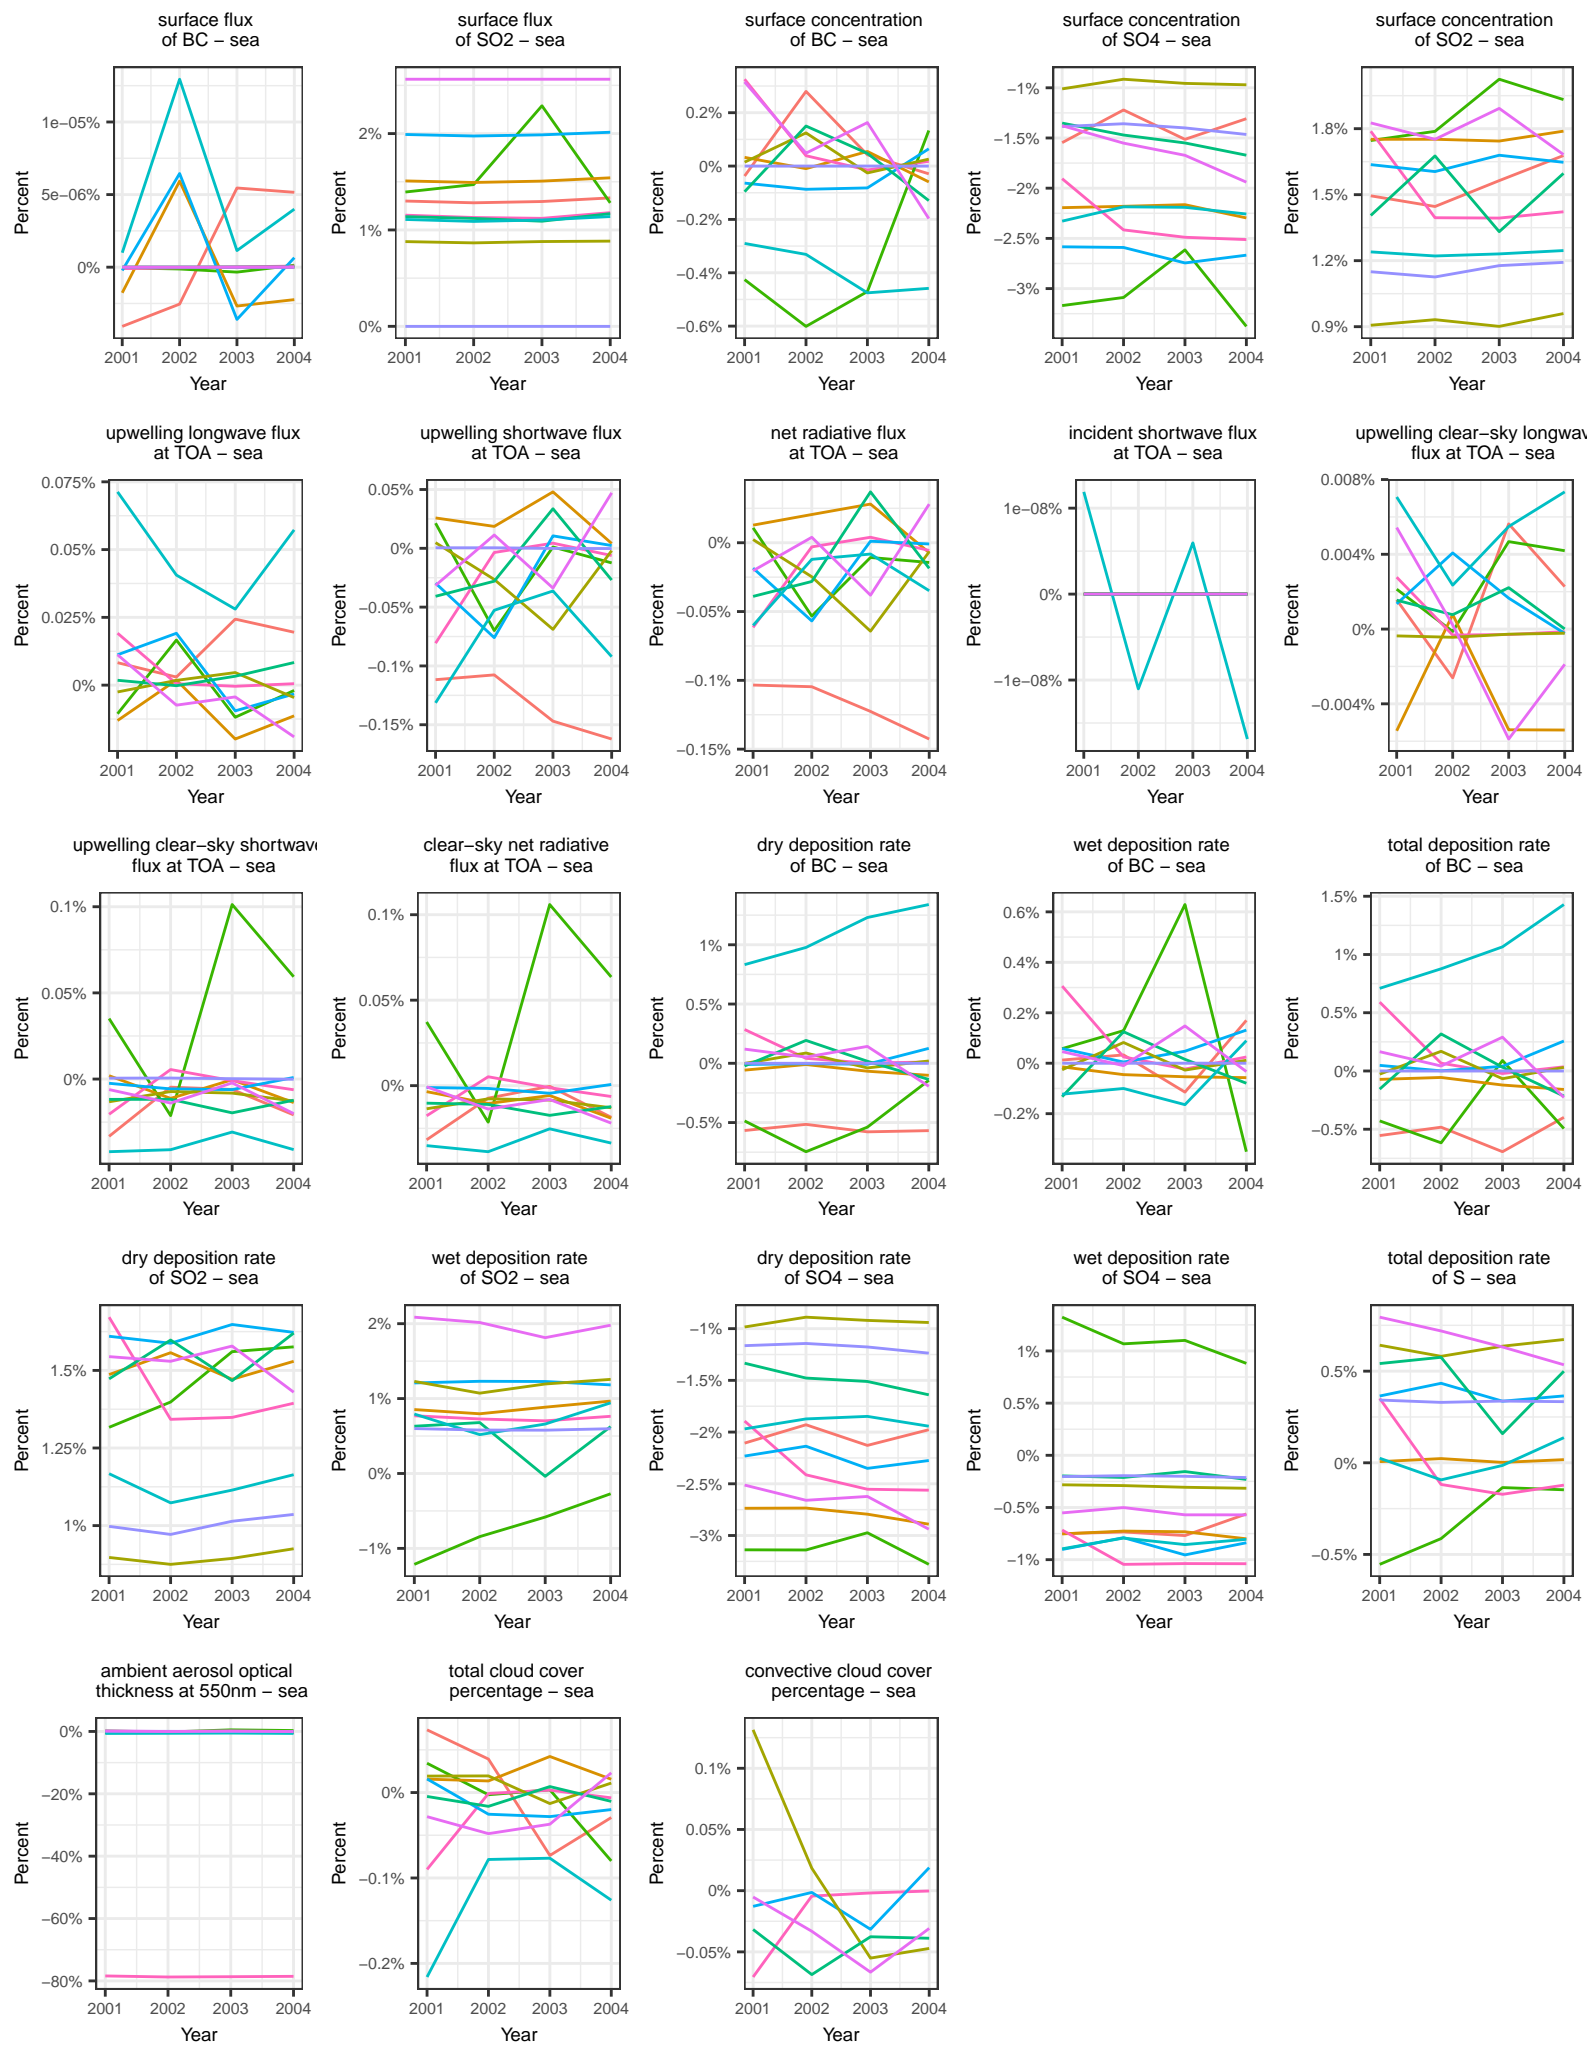 surface flux
of BC − sea
surface flux
of SO2 − sea
surface concentration
of BC − sea
surface concentration
of SO4 − sea
surface concentration
of SO2 − sea
1e−05%
5e−06%
0%
2%
1%
0%
0.2%
0%
−0.2%
−0.4%
−0.6%
−1%
−1.5%
−2%
−2.5%
−3%
1.8%
1.5%
1.2%
0.9%
Percent
Percent
Percent
Percent
Percent
2001 2002 2003 2004
2001 2002 2003 2004
2001 2002 2003 2004
2001 2002 2003 2004
2001 2002 2003 2004
Year
Year
Year
Year
Year
upwelling longwave flux
at TOA − sea
upwelling shortwave flux
at TOA − sea
net radiative flux
at TOA − sea
incident shortwave flux
at TOA − sea
upwelling clear−sky longwav
flux at TOA − sea
0.075%
0.05%
0.025%
0%
0.05%
0%
−0.05%
−0.1%
−0.15%
0%
−0.05%
−0.1%
−0.15%
1e−08%
0%
−1e−08%
0.008%
0.004%
0%
−0.004%
Percent
Percent
Percent
Percent
Percent
2001 2002 2003 2004
2001 2002 2003 2004
2001 2002 2003 2004
2001 2002 2003 2004
2001 2002 2003 2004
Year
Year
Year
Year
Year
upwelling clear−sky shortwave
flux at TOA − sea
clear−sky net radiative
flux at TOA − sea
dry deposition rate
of BC − sea
wet deposition rate
of BC − sea
total deposition rate
of BC − sea
0.1%
0.05%
0%
0.1%
0.05%
0%
1%
0.5%
0%
−0.5%
0.6%
0.4%
0.2%
0%
−0.2%
1.5%
1%
0.5%
0%
−0.5%
Percent
Percent
Percent
Percent
Percent
2001 2002 2003 2004
2001 2002 2003 2004
2001 2002 2003 2004
2001 2002 2003 2004
2001 2002 2003 2004
Year
Year
Year
Year
Year
dry deposition rate
of SO2 − sea
wet deposition rate
of SO2 − sea
dry deposition rate
of SO4 − sea
wet deposition rate
of SO4 − sea
total deposition rate
of S − sea
1.5%
1.25%
1%
2%
1%
0%
−1%
−1%
−1.5%
−2%
−2.5%
−3%
1%
0.5%
0%
−0.5%
−1%
0.5%
0%
−0.5%
Percent
Percent
Percent
Percent
Percent
2001 2002 2003 2004
2001 2002 2003 2004
2001 2002 2003 2004
2001 2002 2003 2004
2001 2002 2003 2004
Year
Year
Year
Year
Year
ambient aerosol optical
thickness at 550nm − sea
total cloud cover
percentage − sea
convective cloud cover
percentage − sea
0%
−20%
−40%
−60%
−80%
0%
−0.1%
−0.2%
0.1%
0.05%
0%
−0.05%
Percent
Percent
Percent
2001 2002 2003 2004
2001 2002 2003 2004
2001 2002 2003 2004
Year
Year
Year